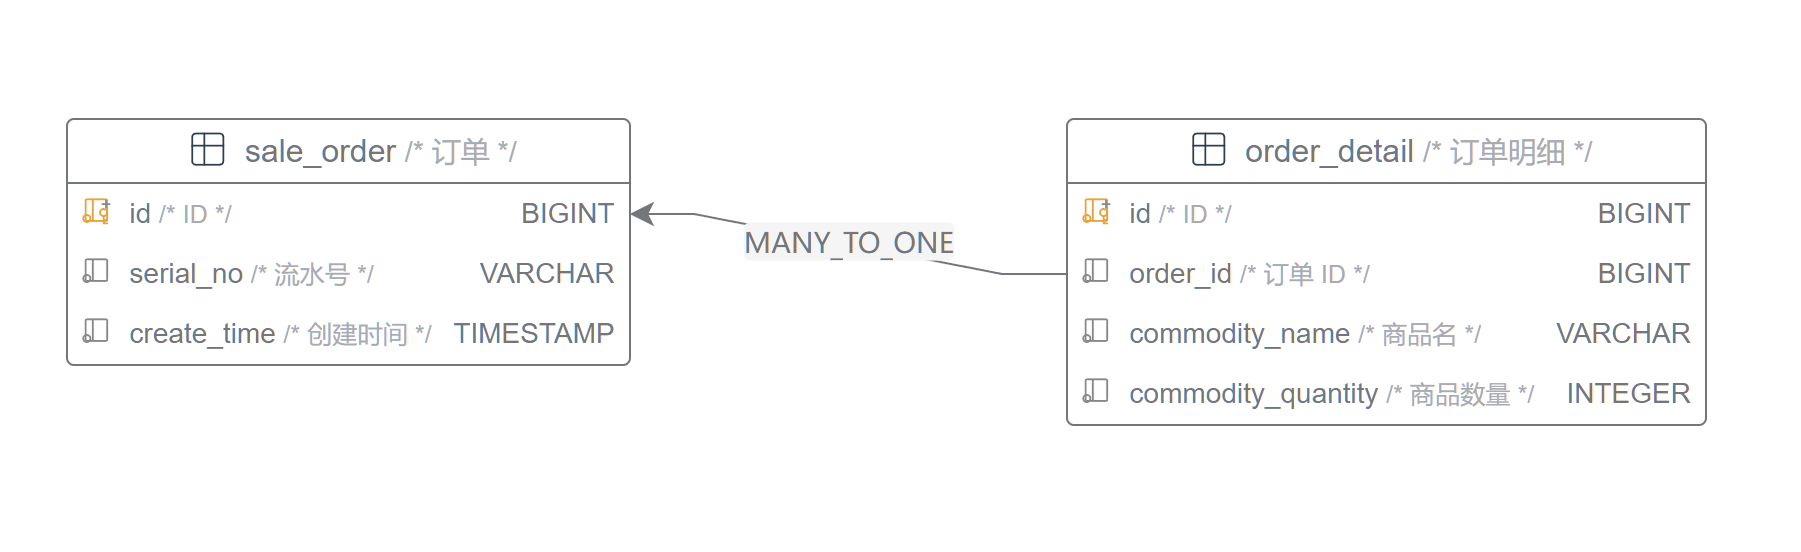 sale_order /* 订单 */
id /* ID */ BIGINT
serial_no /* 流水号 */ VARCHAR
create_time /* 创建时间 */ TIMESTAMP
MANY_TO_ONE
order_detail /* 订单明细 */
id /* ID */ BIGINT
order_id /* 订单 ID */ BIGINT
commodity_name /* 商品名 */ VARCHAR
commodity_quantity /* 商品数量 */ INTEGER